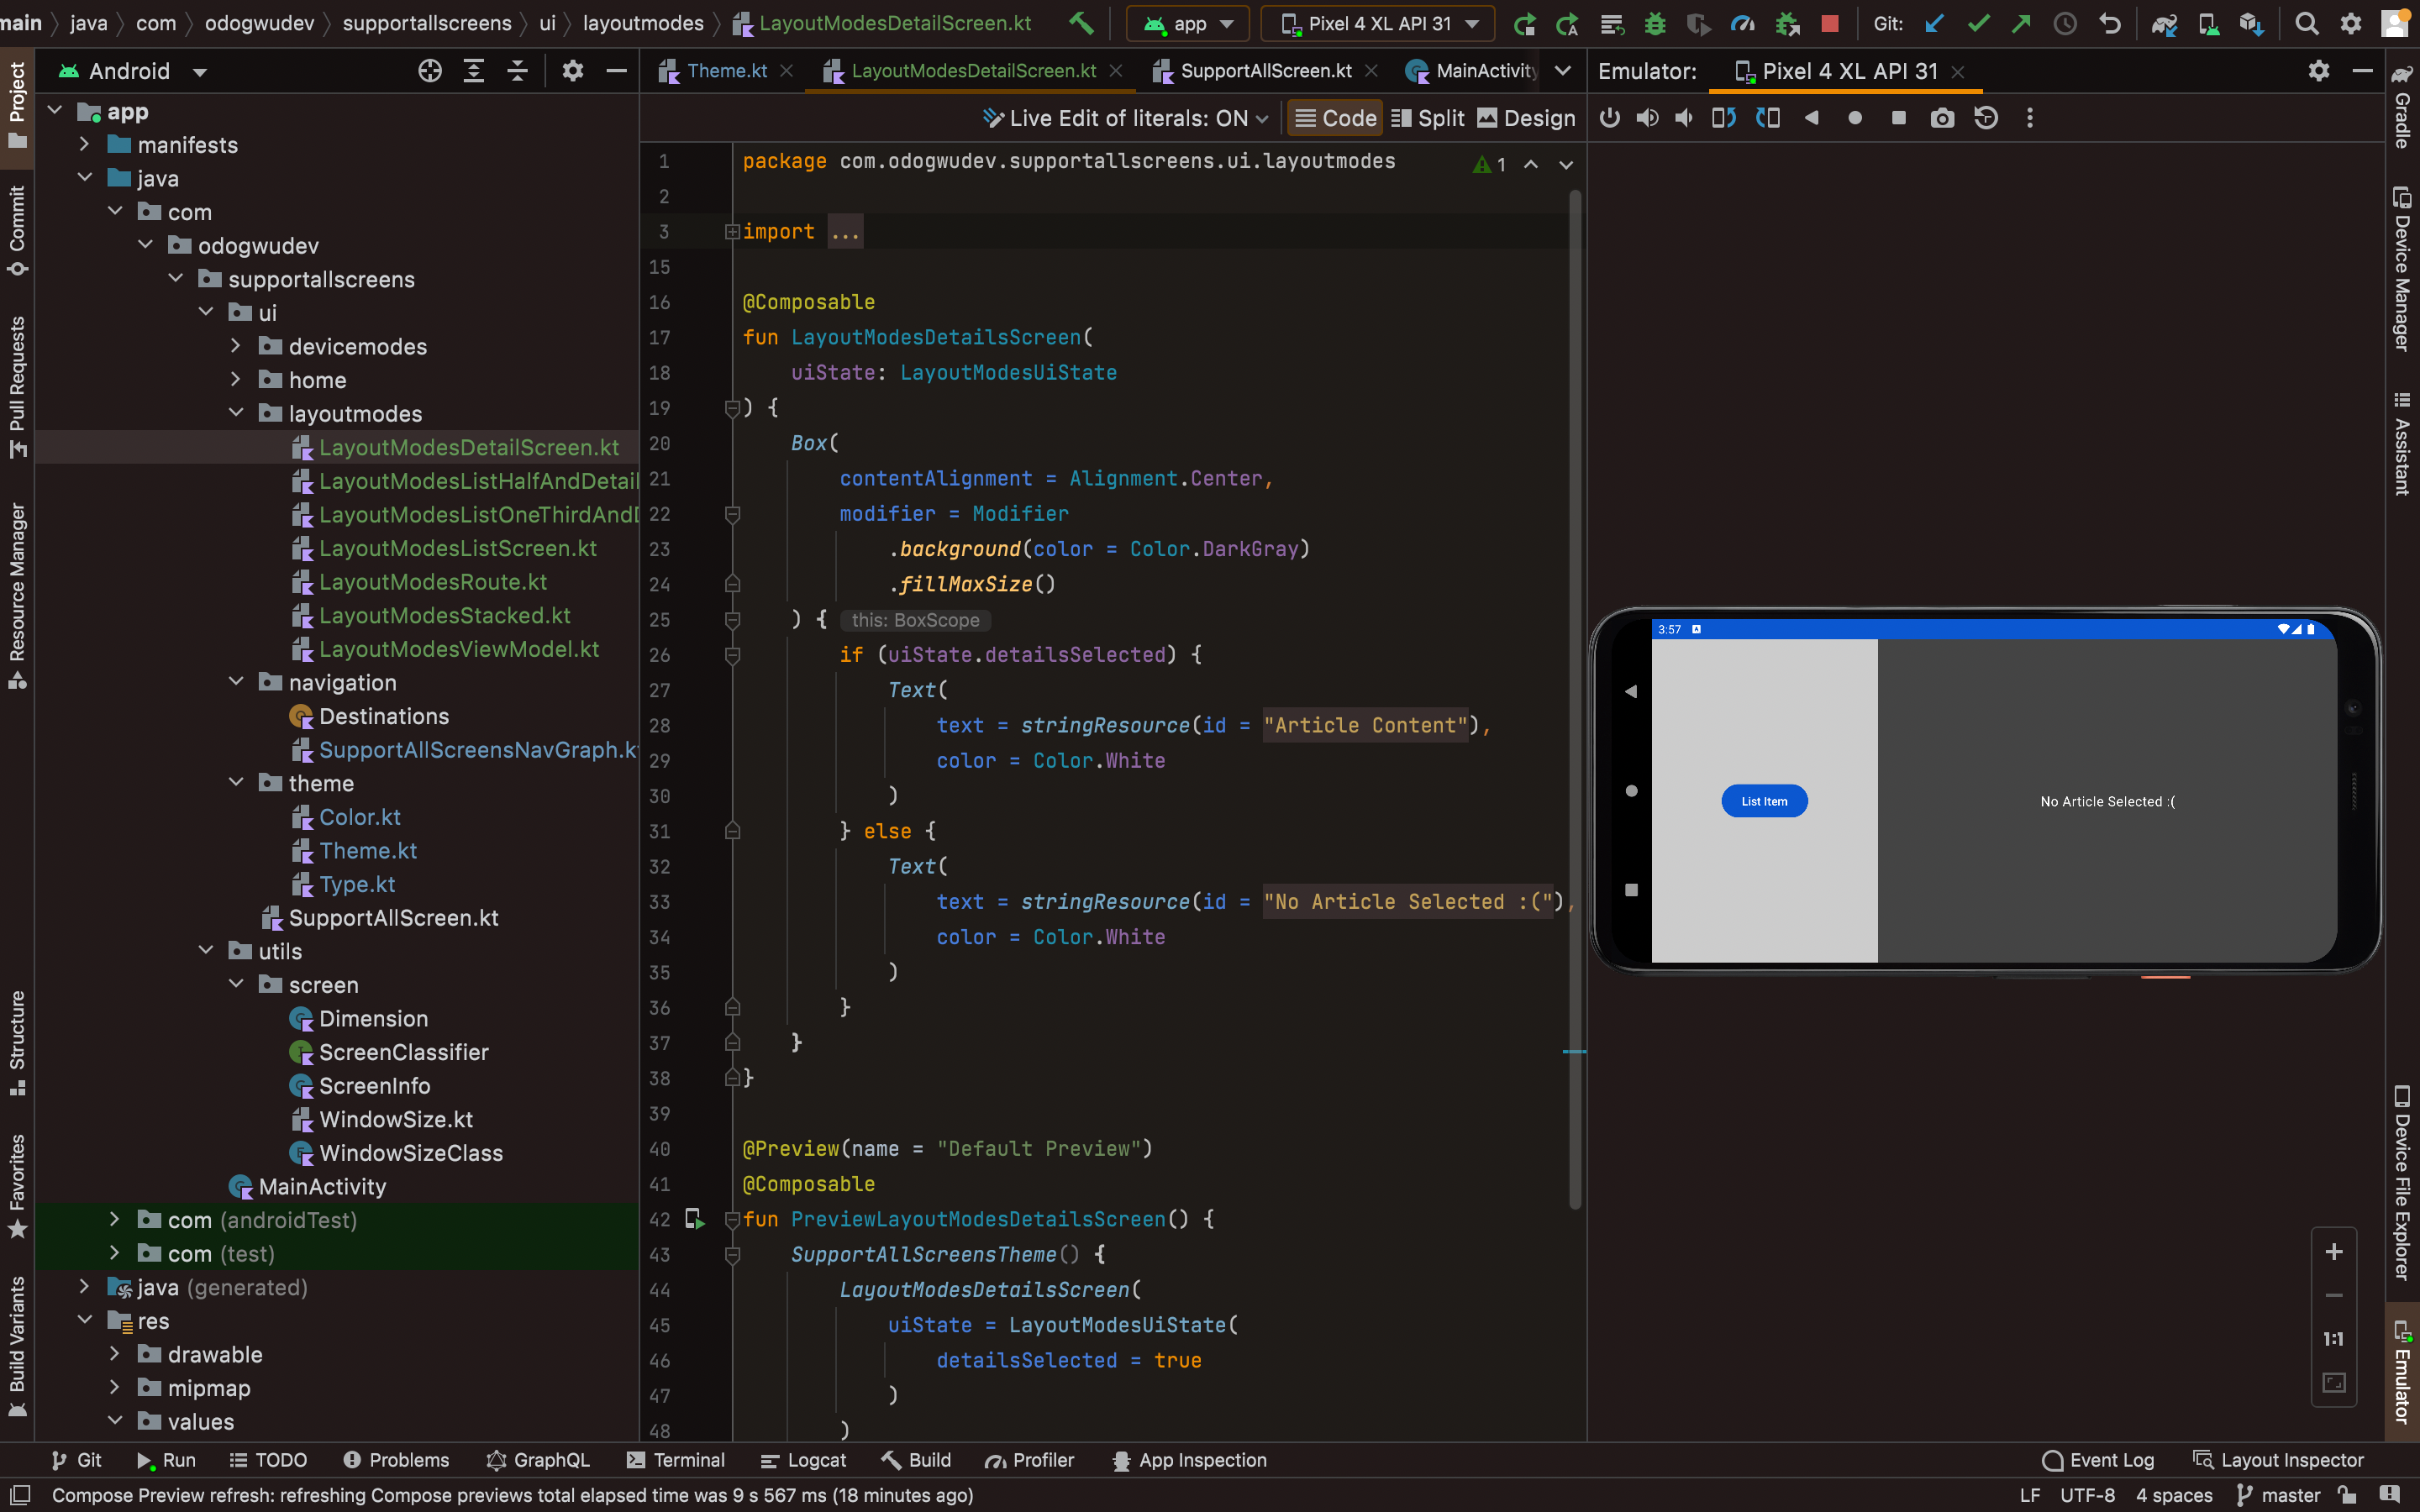 main
java
com
odogwudev
supportallscreens
ui
layoutmodes
LayoutModesDetailScreen.kt
app
Pixel 4 XL API 31
Git:
Android
Theme.kt
LayoutModesDetailScreen.kt
SupportAllScreen.kt
MainActivity
Emulator:
Pixel 4 XL API 31
Live Edit of literals: ON
Code
Split
Design
Project
Commit
Pull Requests
Resource Manager
Structure
Favorites
Build Variants
app
manifests
java
com
odogwudev
supportallscreens
ui
devicemodes
home
layoutmodes
LayoutModesDetailScreen.kt
LayoutModesListHalfAndDetail
LayoutModesListOneThirdAndD
LayoutModesListScreen.kt
LayoutModesRoute.kt
LayoutModesStacked.kt
LayoutModesViewModel.kt
navigation
Destinations
SupportAllScreensNavGraph.kt
theme
Color.kt
Theme.kt
Type.kt
SupportAllScreen.kt
utils
screen
Dimension
ScreenClassifier
ScreenInfo
WindowSize.kt
WindowSizeClass
MainActivity
com (androidTest)
com (test)
java (generated)
res
drawable
mipmap
values
1 package com.odogwudev.supportallscreens.ui.layoutmodes
1
2
3 import ...
15
16 @Composable
17 fun LayoutModesDetailsScreen(
18 uiState: LayoutModesUiState
19 ) {
20 Box(
21 contentAlignment = Alignment.Center,
22 modifier = Modifier
23 .background(color = Color.DarkGray)
24 .fillMaxSize()
25 ) { this: BoxScope
26 if (uiState.detailsSelected) {
27 Text(
28 text = stringResource(id = "Article Content"),
29 color = Color.White
30 )
31 } else {
32 Text(
33 text = stringResource(id = "No Article Selected :("),
34 color = Color.White
35 )
36 }
37 }
38 }
39
40 @Preview(name = "Default Preview")
41 @Composable
42 fun PreviewLayoutModesDetailsScreen() {
43 SupportAllScreensTheme() {
44 LayoutModesDetailsScreen(
45 uiState = LayoutModesUiState(
46 detailsSelected = true
47 )
48 )
3:57
List Item
No Article Selected :(
1:1
Gradle
Device Manager
Assistant
Device File Explorer
Emulator
Git
Run
TODO
Problems
GraphQL
Terminal
Logcat
Build
Profiler
App Inspection
Event Log
Layout Inspector
Compose Preview refresh: refreshing Compose previews total elapsed time was 9 s 567 ms (18 minutes ago)
LF
UTF-8
4 spaces
master